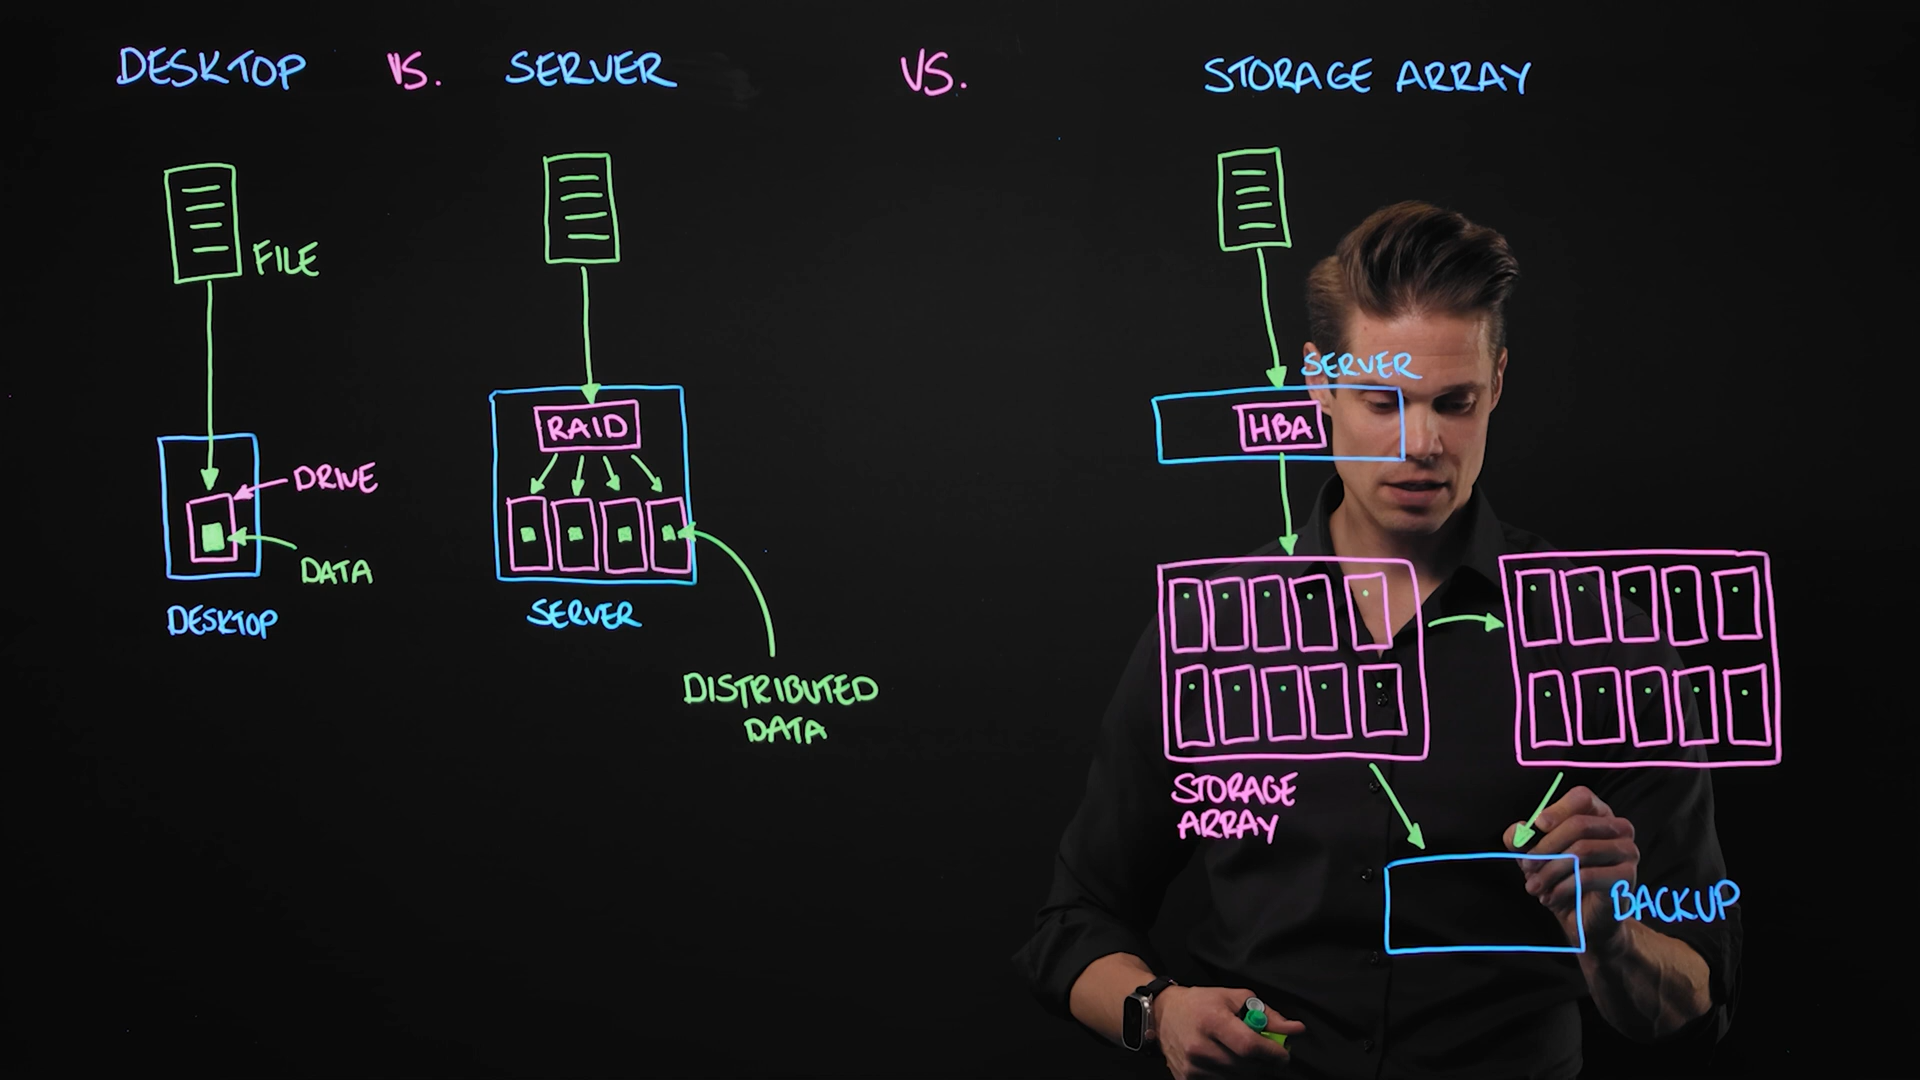 DESKTOP VS. SERVER VS. STORAGE ARRAY
FILE
DRIVE
DATA
DESKTOP
RAID
SERVER
DISTRIBUTED
DATA
SERVER
HBA
STORAGE
ARRAY
BACKUP